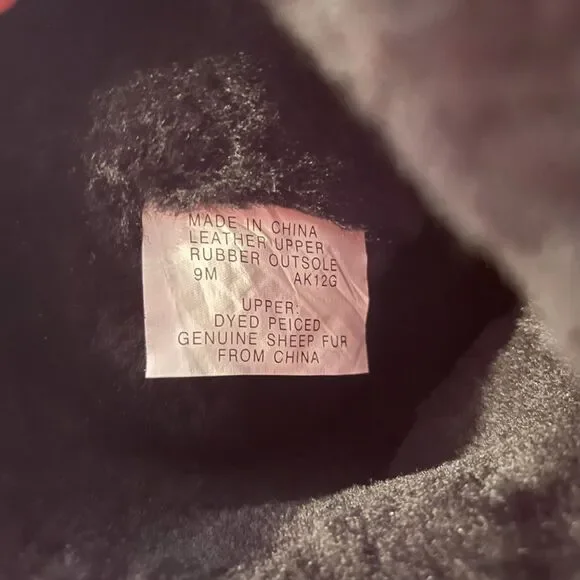 MADE IN CHINA
LEATHER UPPER
RUBBER OUTSOLE
9M AK12G
UPPER:
DYED PEICED
GENUINE SHEEP FUR
FROM CHINA